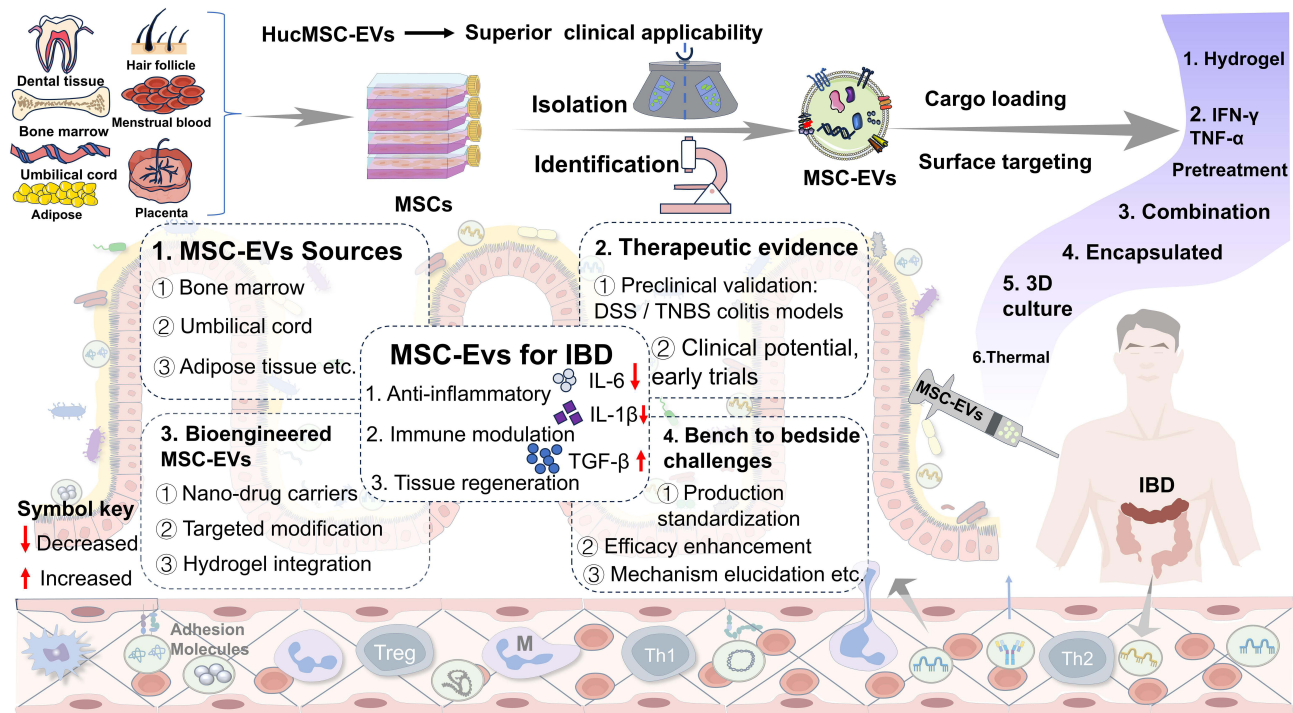 HucMSC-EVs
Superior clinical applicability
Dental tissue
Hair follicle
Bone marrow
Menstrual blood
Umbilical cord
Adipose
Placenta
MSCs
Isolation
Identification
MSC-EVs
Cargo loading
Surface targeting
1. Hydrogel
2. IFN-γ
TNF-α
Pretreatment
3. Combination
4. Encapsulated
5. 3D
culture
6.Thermal
1. MSC-EVs Sources
① Bone marrow
② Umbilical cord
③ Adipose tissue etc.
2. Therapeutic evidence
① Preclinical validation:
DSS / TNBS colitis models
② Clinical potential,
early trials
MSC-Evs for IBD
1. Anti-inflammatory
IL-6
IL-1β
2. Immune modulation
TGF-β
3. Tissue regeneration
3. Bioengineered
MSC-EVs
① Nano-drug carriers
② Targeted modification
③ Hydrogel integration
4. Bench to bedside
challenges
① Production
standardization
② Efficacy enhancement
③ Mechanism elucidation etc.
Symbol key
Decreased
Increased
MSC-EVs
IBD
Adhesion
Molecules
Treg
M
Th1
Th2